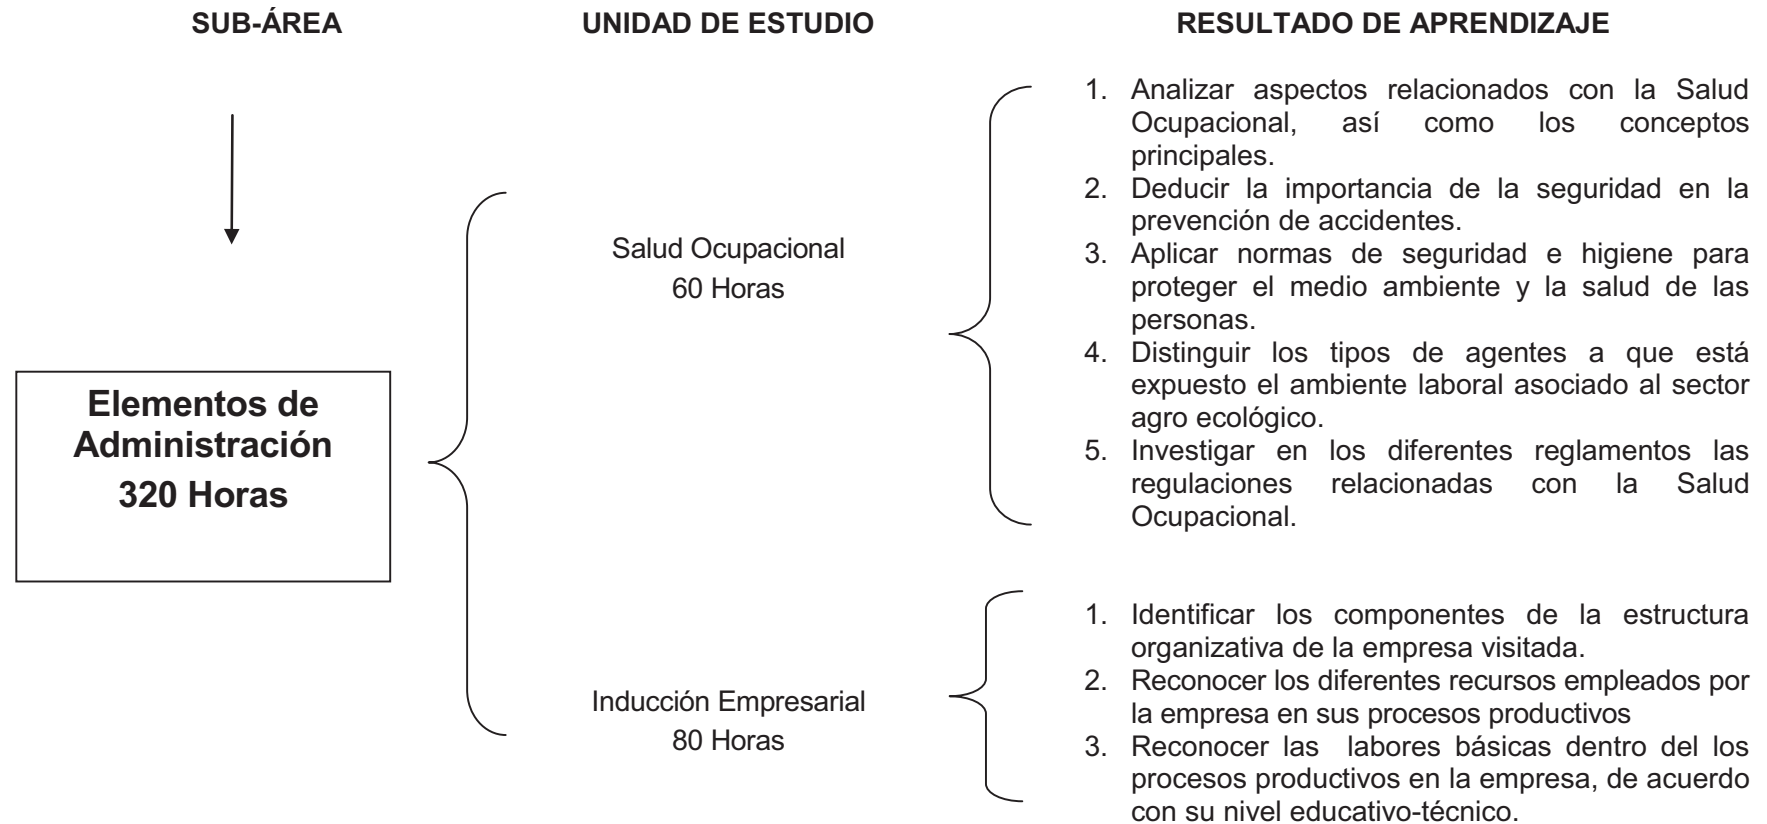 SUB-ÁREA
UNIDAD DE ESTUDIO
RESULTADO DE APRENDIZAJE
Elementos de
Administración
320 Horas
Salud Ocupacional
60 Horas
1. Analizar aspectos relacionados con la Salud
Ocupacional, así como los conceptos
principales.
2. Deducir la importancia de la seguridad en la
prevención de accidentes.
3. Aplicar normas de seguridad e higiene para
proteger el medio ambiente y la salud de las
personas.
4. Distinguir los tipos de agentes a que está
expuesto el ambiente laboral asociado al sector
agro ecológico.
5. Investigar en los diferentes reglamentos las
regulaciones relacionadas con la Salud
Ocupacional.
Inducción Empresarial
80 Horas
1. Identificar los componentes de la estructura
organizativa de la empresa visitada.
2. Reconocer los diferentes recursos empleados por
la empresa en sus procesos productivos
3. Reconocer las labores básicas dentro del los
procesos productivos en la empresa, de acuerdo
con su nivel educativo-técnico.